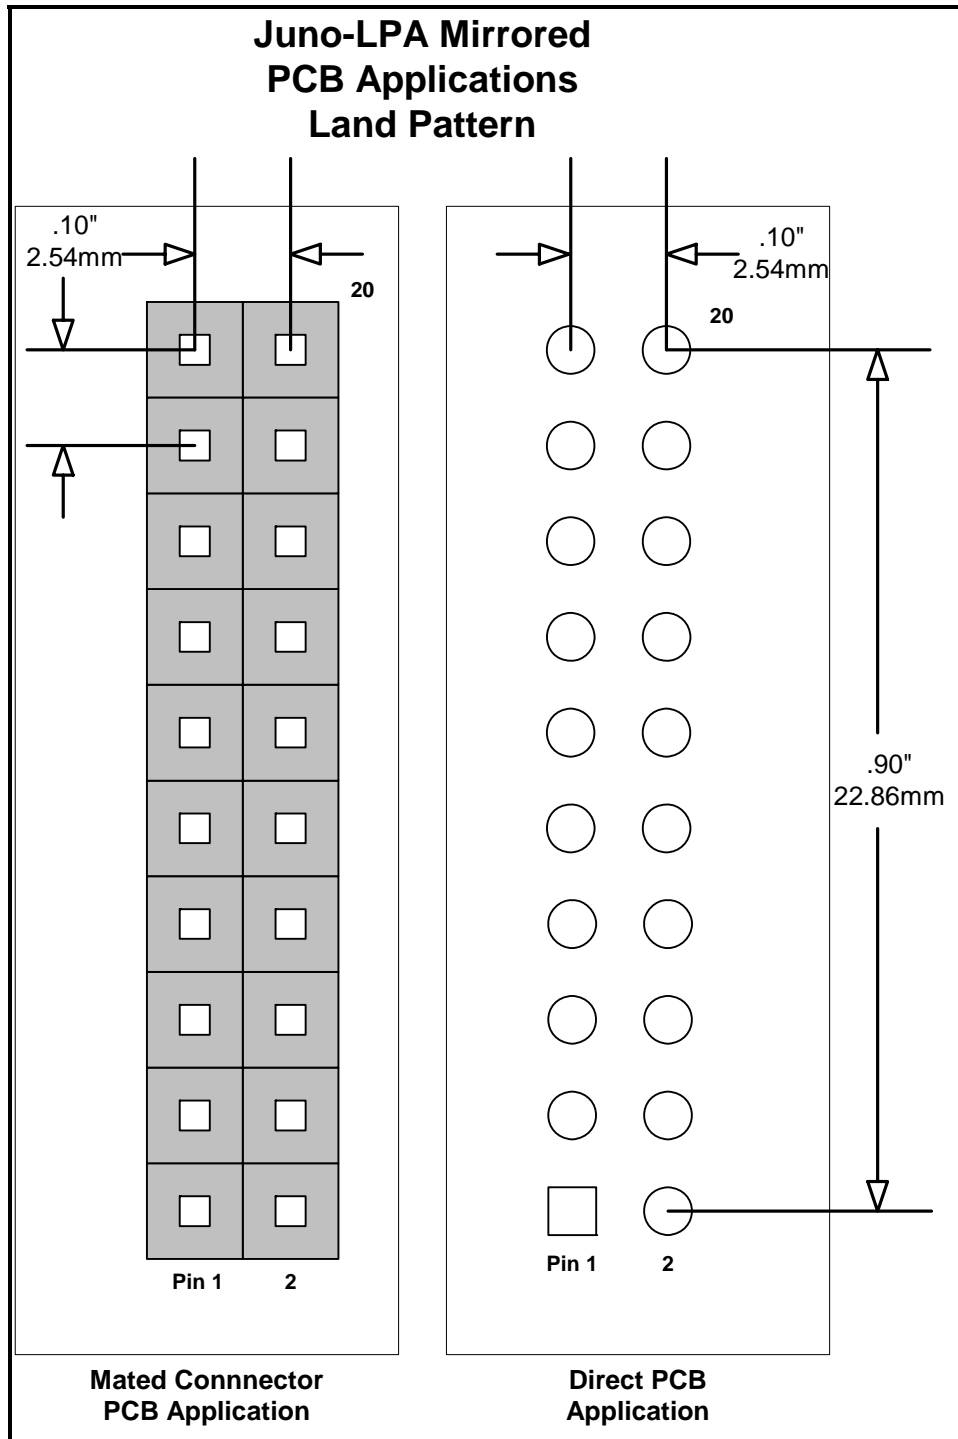 Juno-LPA Mirrored
PCB Applications
Land Pattern
.10"
2.54mm
20
Pin 1 2
Mated Connnector
PCB Application
.10"
2.54mm
20
.90"
22.86mm
Pin 1 2
Direct PCB
Application